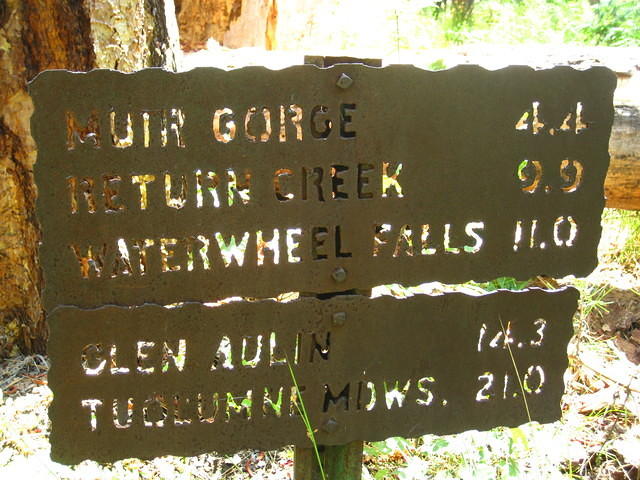 MUIR GORGE 4.4
RETURN CREEK 9.9
WATERWHEEL FALLS 11.0
GLEN AULIN 14.3
TUOLUMNE MDWS. 21.0